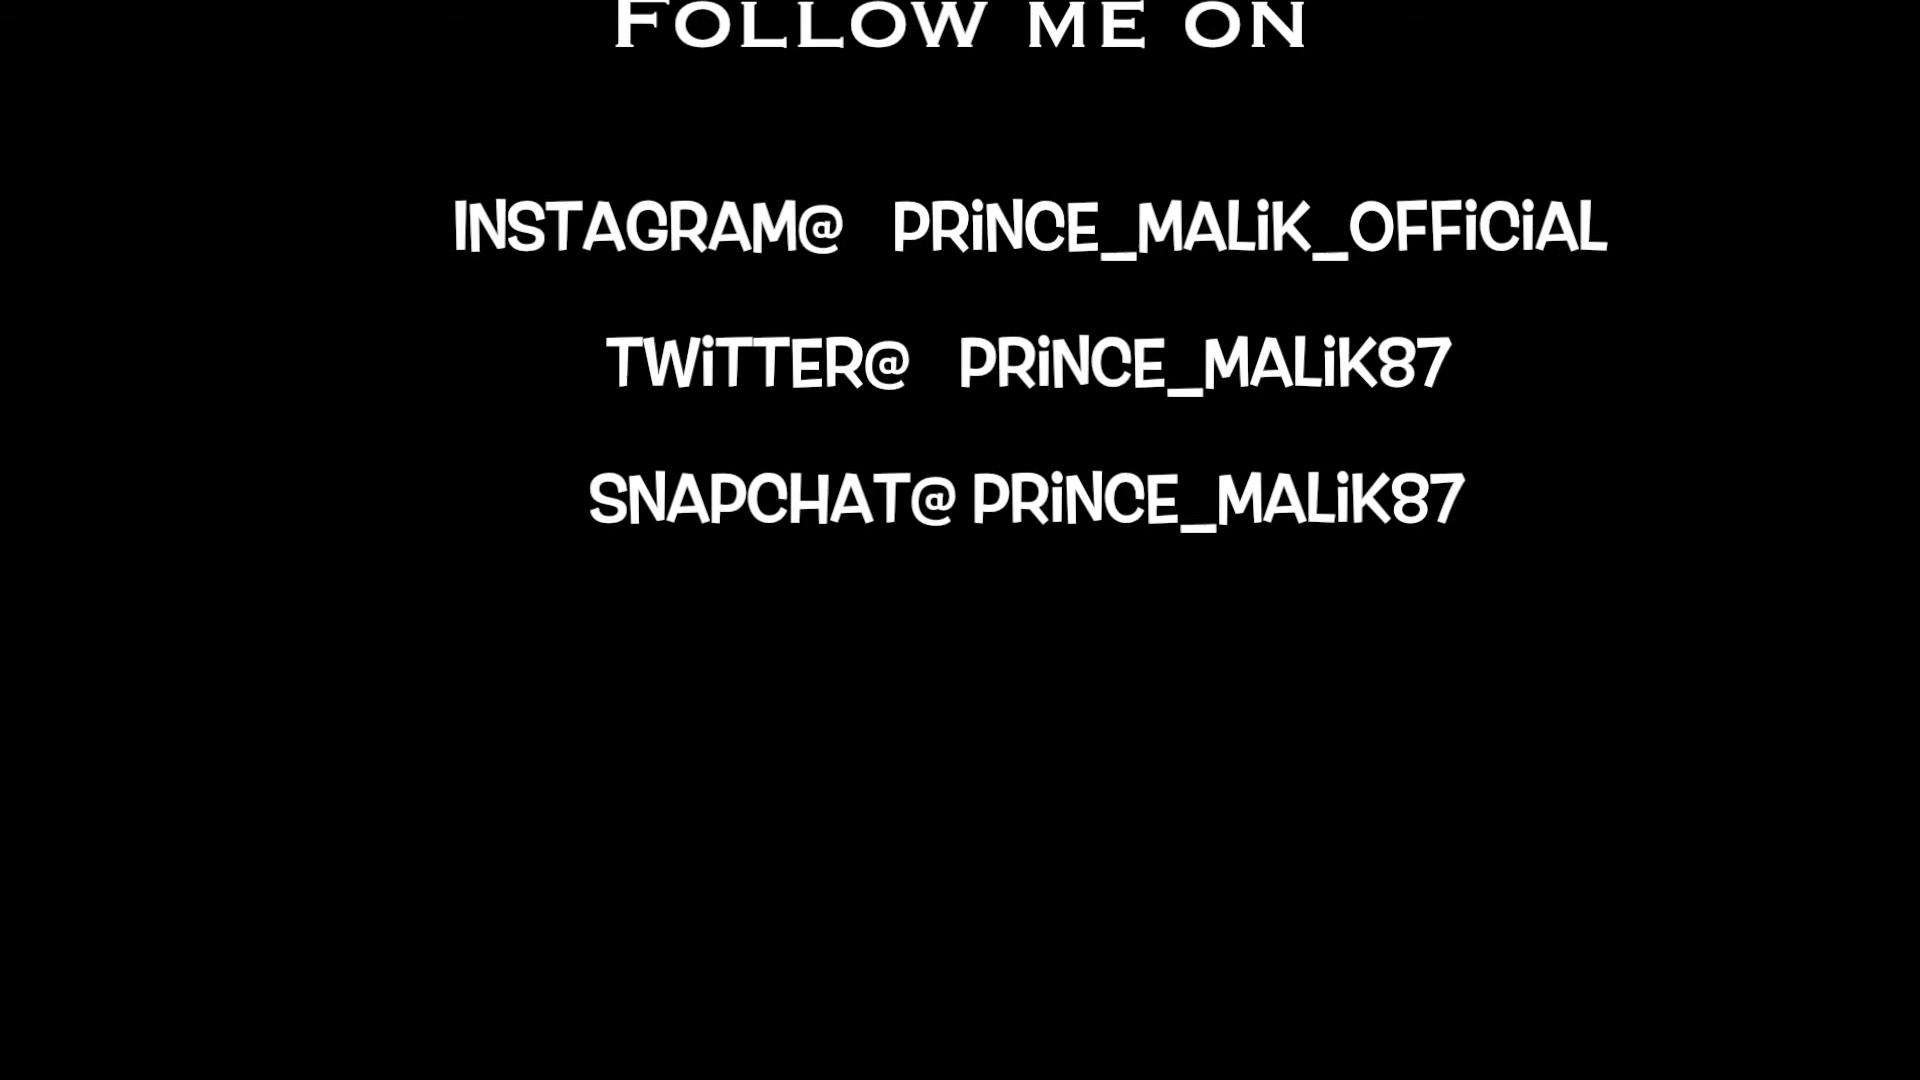 Follow me on
INSTAGRAM@ PRiNCE_MALiK_OFFiCiAL
TWiTTER@ PRiNCE_MALiK87
SNAPCHAT@ PRiNCE_MALiK87